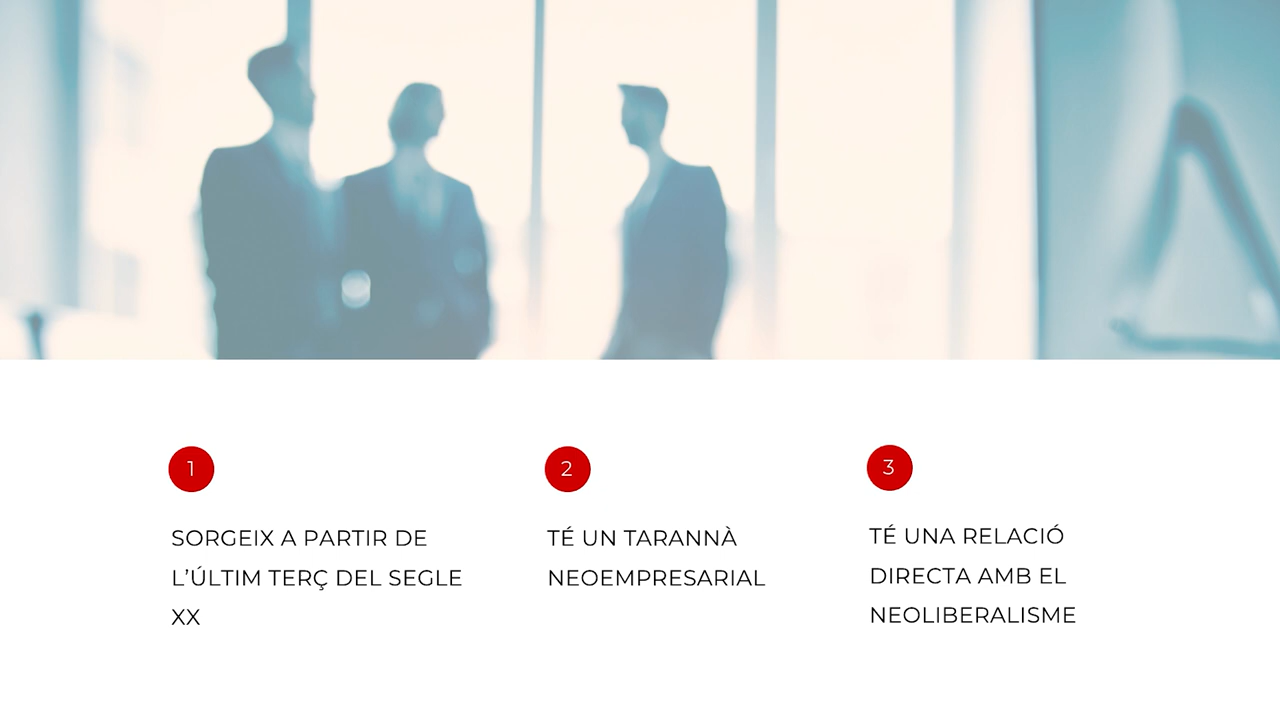 1
SORGEIX A PARTIR DE
L’ÚLTIM TERÇ DEL SEGLE
XX
2
TÉ UN TARANNÀ
NEOEMPRESARIAL
3
TÉ UNA RELACIÓ
DIRECTA AMB EL
NEOLIBERALISME